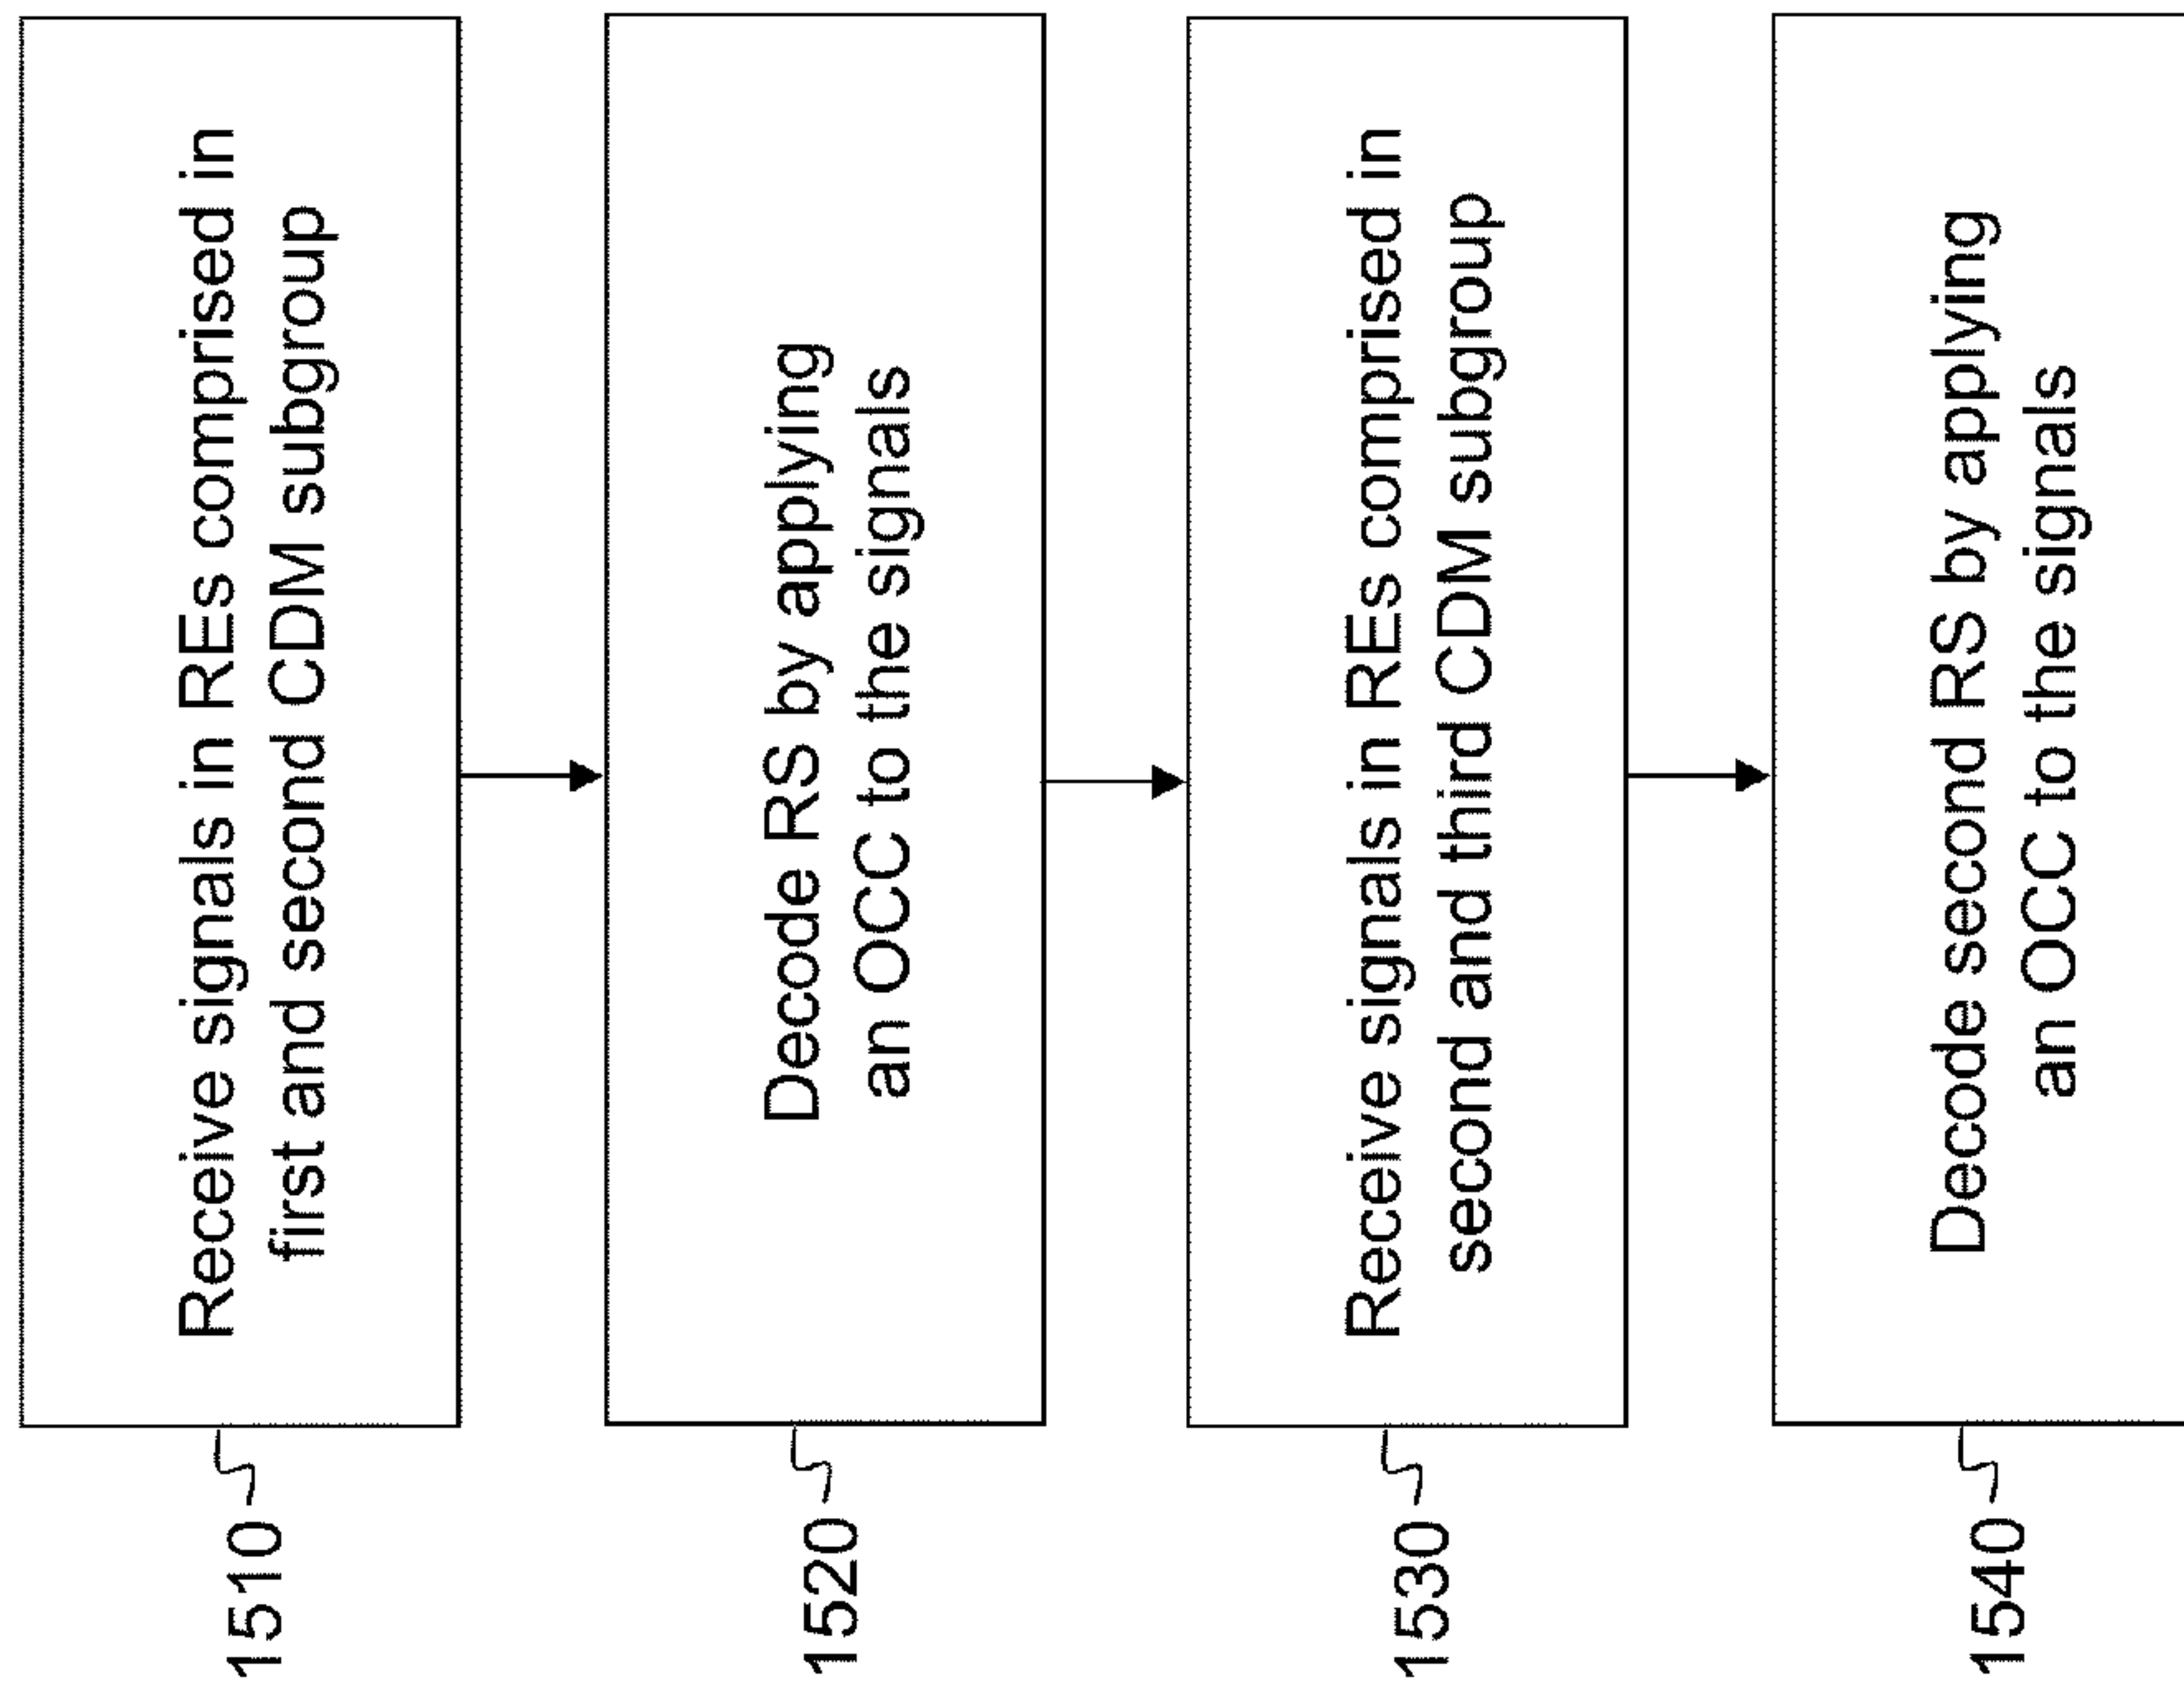 1510
Receive signals in REs comprised in
first and second CDM subgroup
1520
Decode RS by applying
an OCC to the signals
1530
Receive signals in REs comprised in
second and third CDM subgroup
1540
Decode second RS by applying
an OCC to the signals